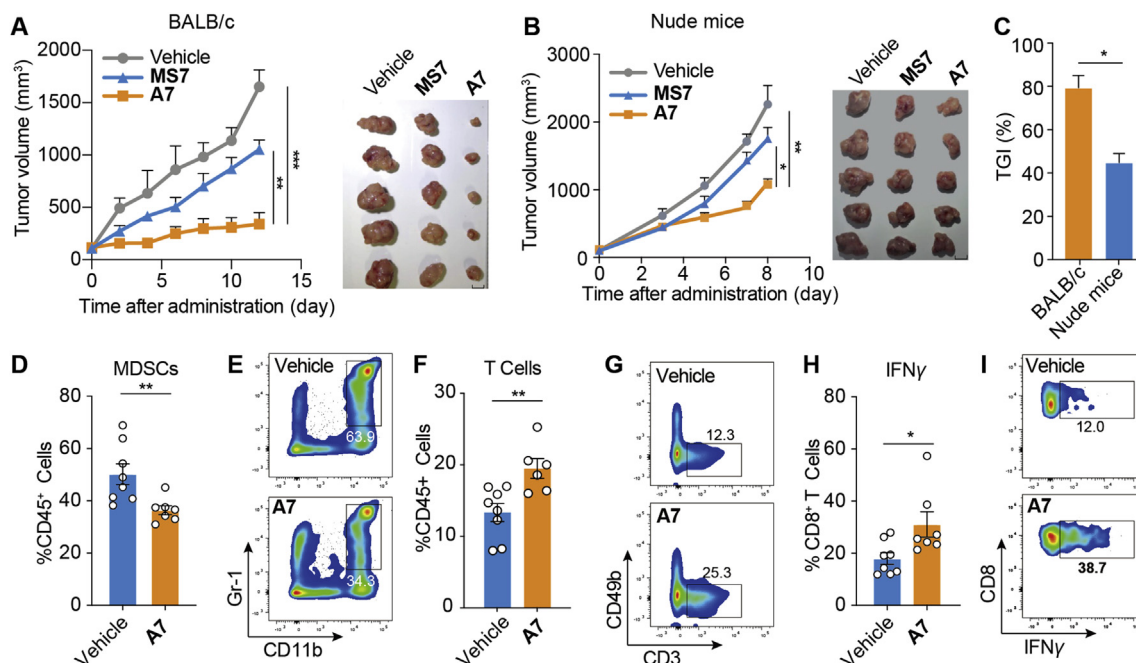 A
BALB/c
Tumor volume (mm³)
2000
1500
1000
500
0
0
5
10
15
Time after administration (day)
Vehicle
MS7
A7
**
***
Vehicle
MS7
A7
B
Nude mice
Tumor volume (mm³)
3000
2000
1000
0
0
2
4
6
8
10
Time after administration (day)
Vehicle
MS7
A7
*
**
Vehicle
MS7
A7
C
TGI (%)
100
80
60
40
20
0
*
BALB/c
Nude mice
D
MDSCs
%CD45⁺ Cells
80
60
40
20
0
**
Vehicle
A7
E
Vehicle
63.9
A7
34.3
Gr-1
CD11b
F
T Cells
%CD45+ Cells
30
20
10
0
**
Vehicle
A7
G
Vehicle
12.3
A7
25.3
CD49b
CD3
H
IFNγ
% CD8⁺ T Cells
80
60
40
20
0
*
Vehicle
A7
I
Vehicle
12.0
A7
38.7
CD8
IFNγ